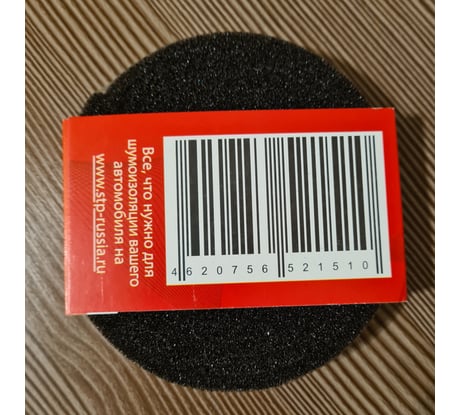 Все, что нужно для
шумоизоляции вашего
автомобиля на
www.stp-russia.ru
4 620756 521510